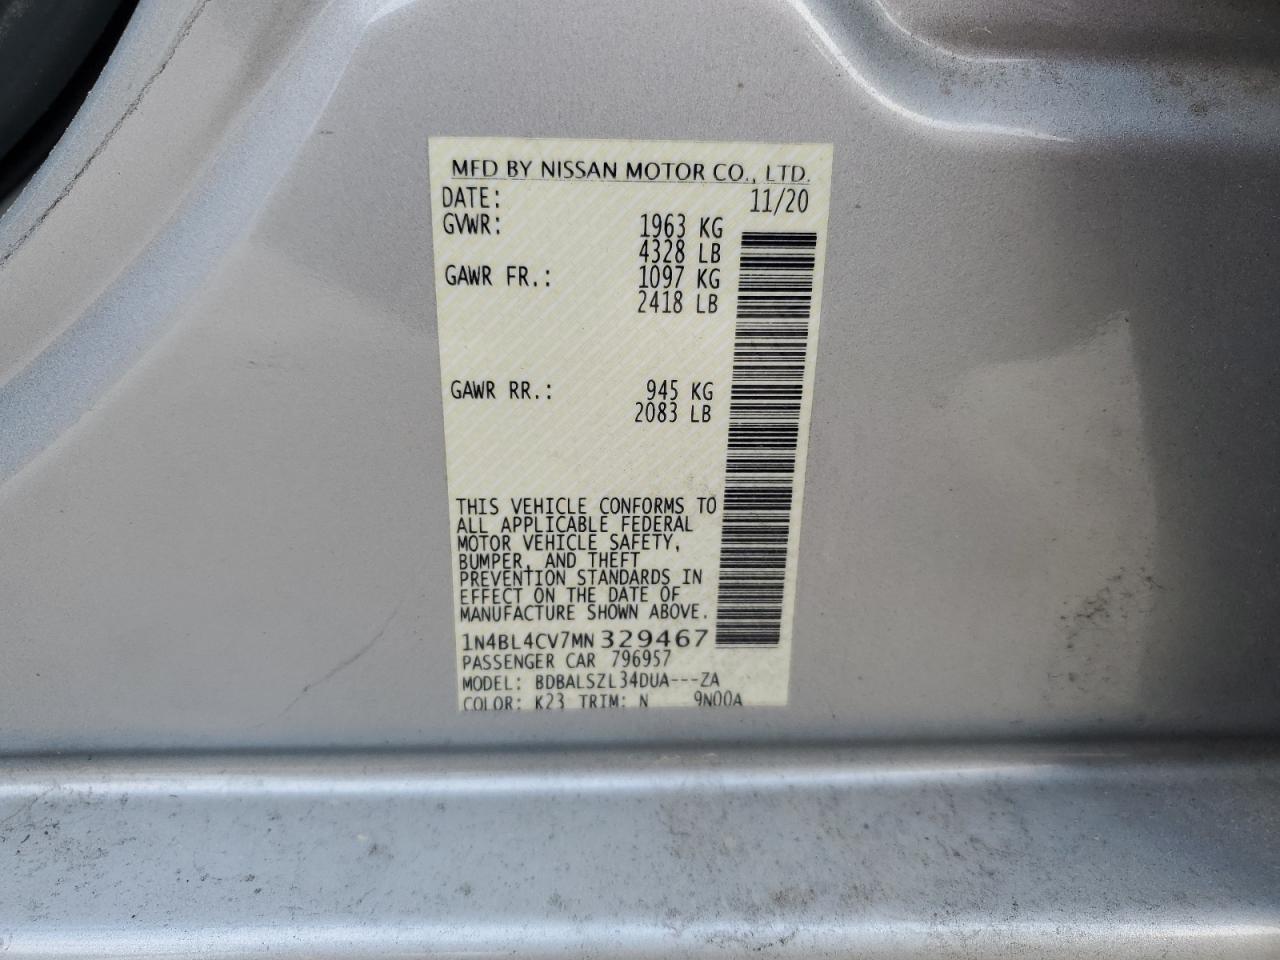 MFD BY NISSAN MOTOR CO., LTD.
DATE: 11/20
GVWR: 1963 KG
4328 LB
GAWR FR.: 1097 KG
2418 LB
GAWR RR.: 945 KG
2083 LB
THIS VEHICLE CONFORMS TO
ALL APPLICABLE FEDERAL
MOTOR VEHICLE SAFETY,
BUMPER, AND THEFT
PREVENTION STANDARDS IN
EFFECT ON THE DATE OF
MANUFACTURE SHOWN ABOVE.
1N4BL4CV7MN329467
PASSENGER CAR 796957
MODEL: BDBALSZL34DUA---ZA
COLOR: K23 TRIM: N 9N00A